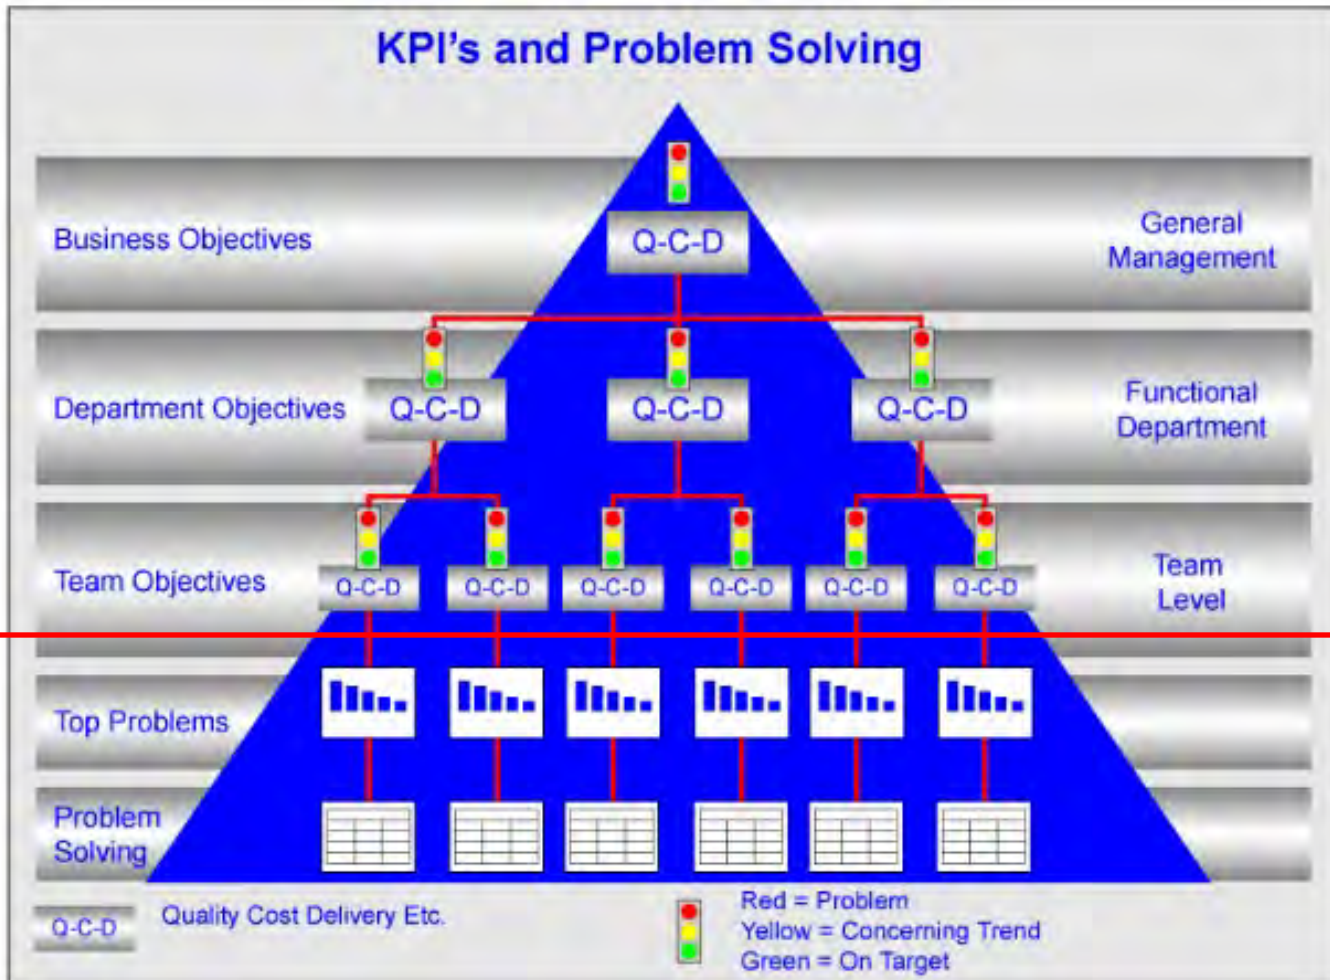 KPI's and Problem Solving
Business Objectives
Q-C-D
General
Management
Department Objectives
Q-C-D
Q-C-D
Q-C-D
Functional
Department
Team Objectives
Q-C-D
Q-C-D
Q-C-D
Q-C-D
Q-C-D
Q-C-D
Team
Level
Top Problems
Problem
Solving
Q-C-D
Quality Cost Delivery Etc.
Red = Problem
Yellow = Concerning Trend
Green = On Target